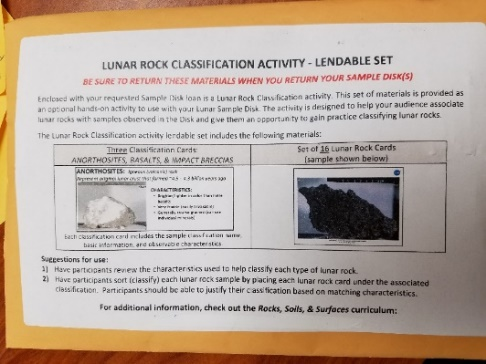 LUNAR ROCK CLASSIFICATION ACTIVITY - LENDABLE SET
BE SURE TO RETURN THESE MATERIALS WHEN YOU RETURN YOUR SAMPLE DISK(S)
Enclosed with your requested Sample Disk loan is a Lunar Rock Classification activity. This set of materials is provided as
an optional hands-on activity to use with your Lunar Sample Disk. The activity is designed to help your audience associate
lunar rocks with samples observed in the Disk and give them an opportunity to gain practice classifying lunar rocks.
The Lunar Rock Classification activity lendable set includes the following materials:
Three Classification Cards:
ANORTHOSITES, BASALTS, & IMPACT BRECCIAS
ANORTHOSITES:
CHARACTERISTICS:
Each classification card includes the sample classification name,
basic information, and observable characteristics
Set of 16 Lunar Rock Cards
(sample shown below)
Suggestions for use:
1) Have participants review the characteristics used to help classify each type of lunar rock.
2) Have participants sort (classify) each lunar rock sample by placing each lunar rock card under the associated
classification. Participants should be able to justify their classification based on matching characteristics.
For additional information, check out the Rocks, Soils, & Surfaces curriculum: